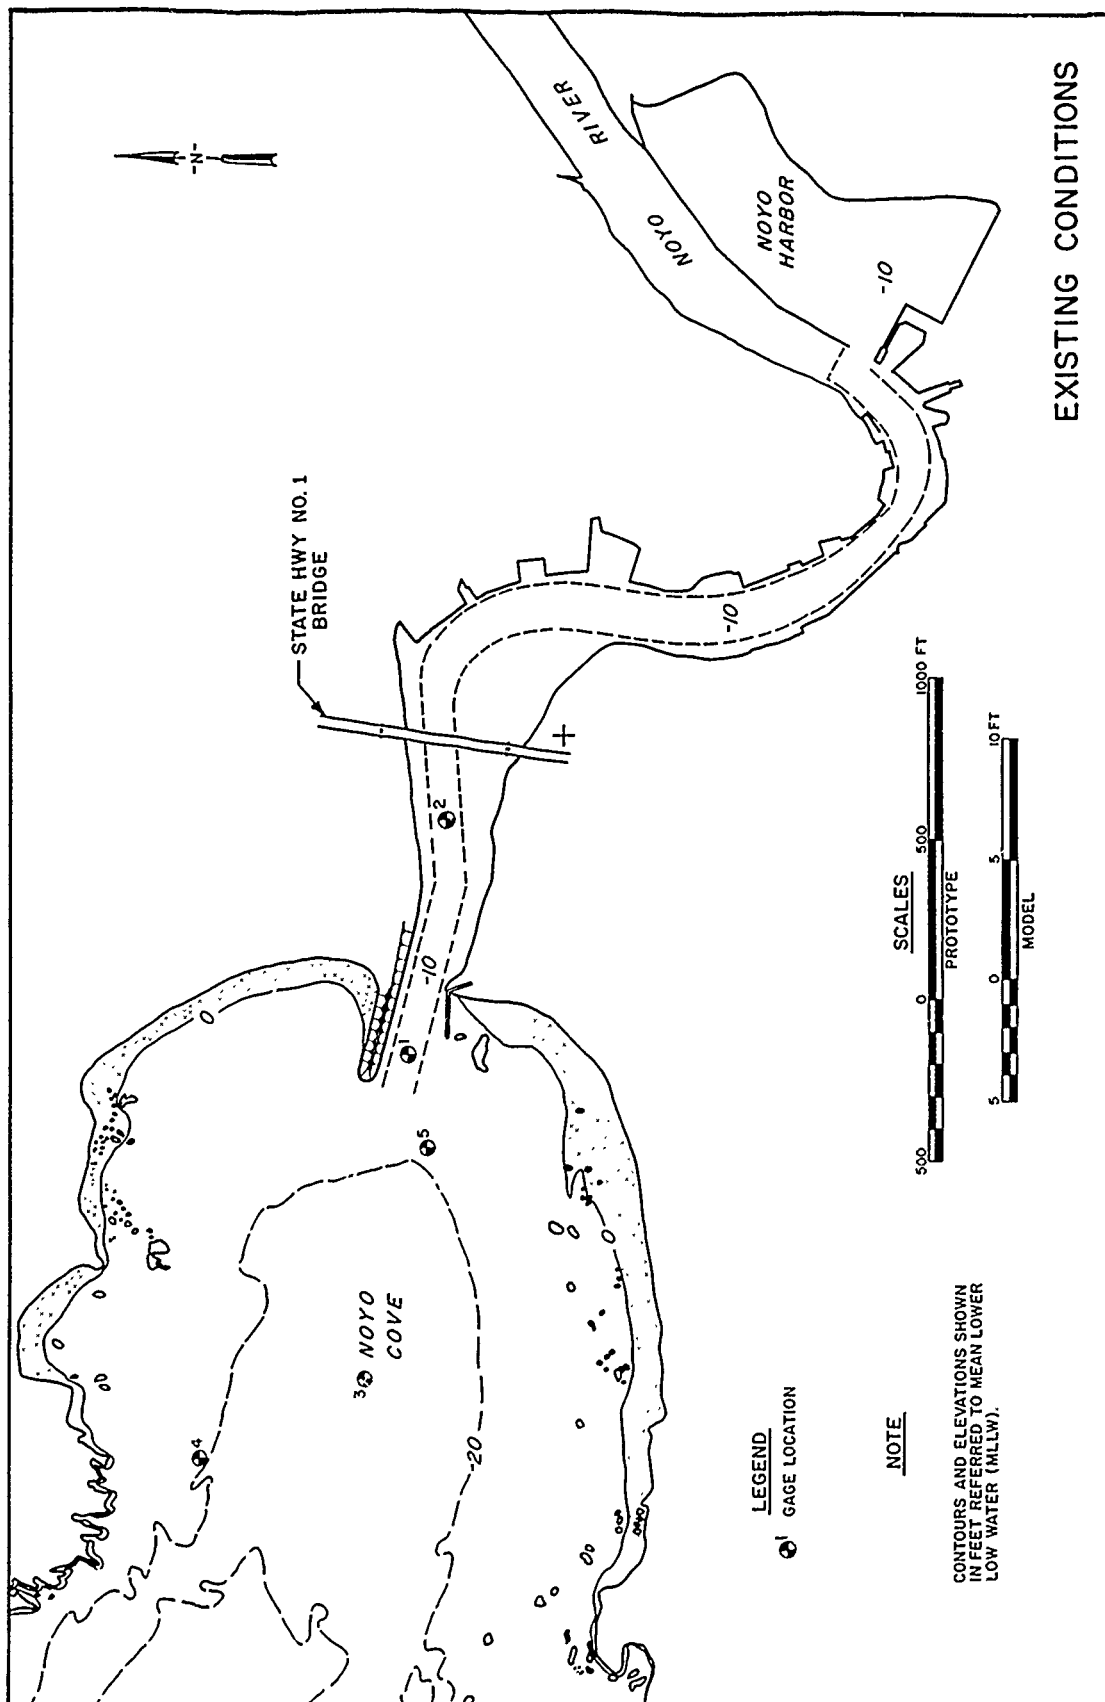 -N-
STATE HWY NO. 1
BRIDGE
RIVER
NOYO
NOYO
HARBOR
-10
-10
-10
2
1
5
0
0
0
3
NOYO
COVE
4
-20
EXISTING CONDITIONS
SCALES
500 0 500 1000 FT
PROTOTYPE
5 0 5 10 FT
MODEL
LEGEND
1 GAGE LOCATION
NOTE
CONTOURS AND ELEVATIONS SHOWN
IN FEET REFERRED TO MEAN LOWER
LOW WATER (MLLW).